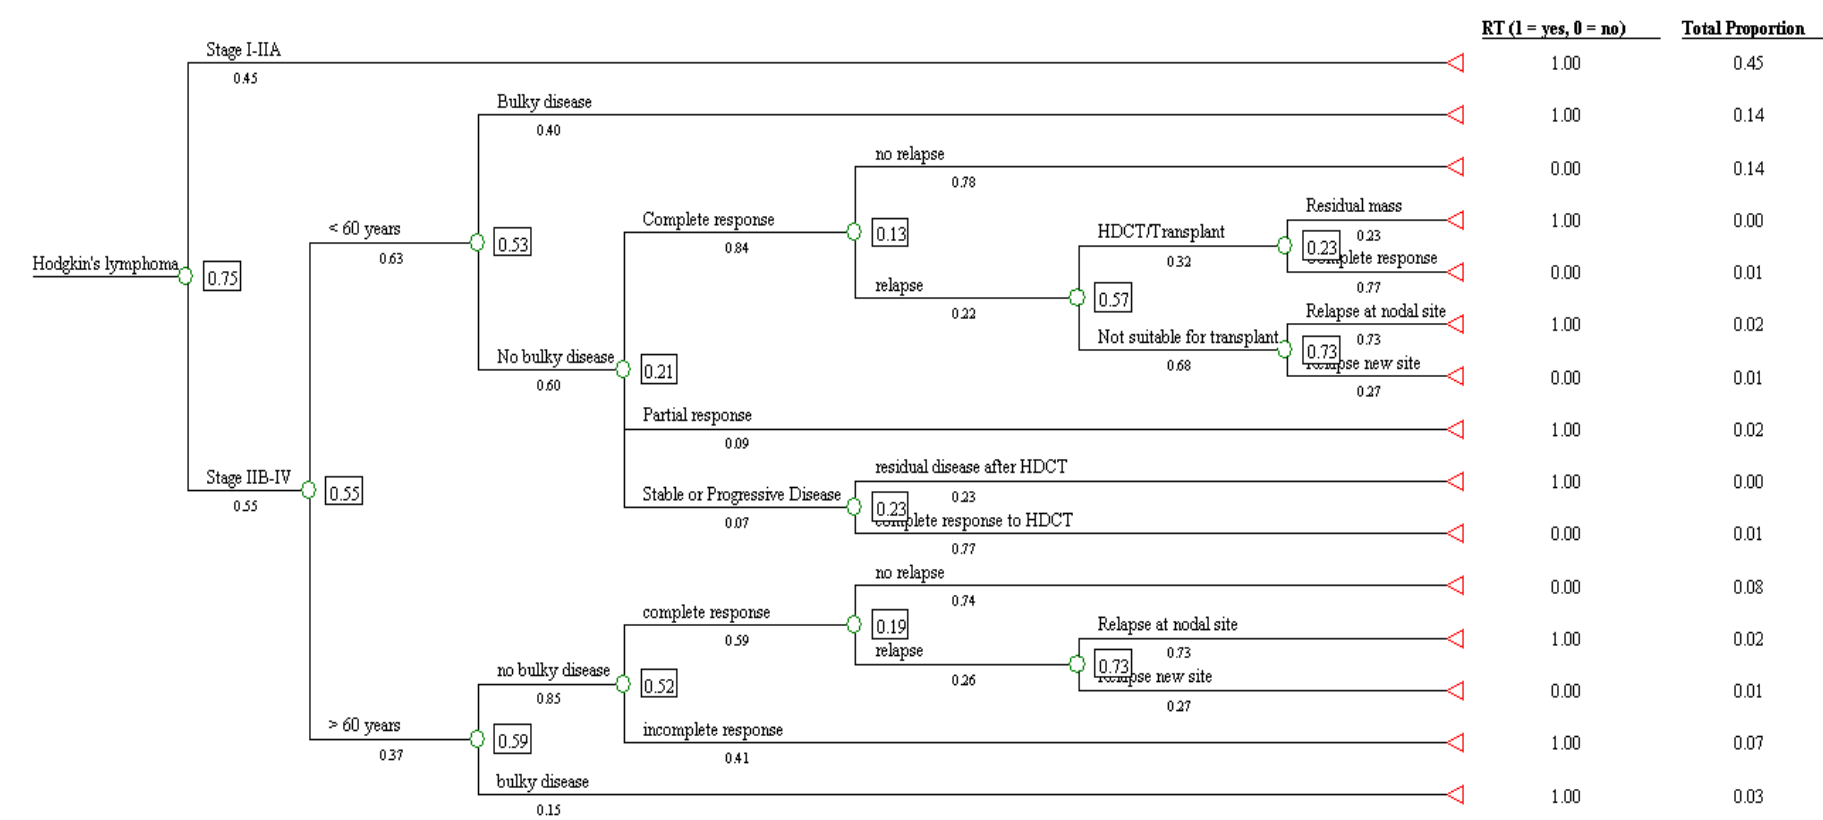 RT (1 = yes, 0 = no) Total Proportion
Stage I-IIA
0.45
1.00 0.45
Bulky disease
0.40
1.00 0.14
no relapse
0.78
0.00 0.14
Residual mass
0.23
1.00 0.00
Complete response
0.84
0.13
HDCT/Transplant
0.32
0.23
< 60 years
0.63
0.53
plete response
0.77
0.00 0.01
Hodgkin's lymphoma
0.75
relapse
0.22
0.57
Relapse at nodal site
0.73
1.00 0.02
Not suitable for transplant
0.68
0.73
No bulky disease
0.60
0.21
pse new site
0.27
0.00 0.01
Partial response
0.09
1.00 0.02
residual disease after HDCT
0.23
1.00 0.00
Stage IIB-IV
0.55
0.55
Stable or Progressive Disease
0.07
0.23
plete response to HDCT
0.77
0.00 0.01
no relapse
0.74
0.00 0.08
complete response
0.59
0.19
Relapse at nodal site
0.73
1.00 0.02
relapse
0.26
0.73
no bulky disease
0.85
0.52
pse new site
0.27
0.00 0.01
> 60 years
0.37
0.59
incomplete response
0.41
1.00 0.07
bulky disease
0.15
1.00 0.03